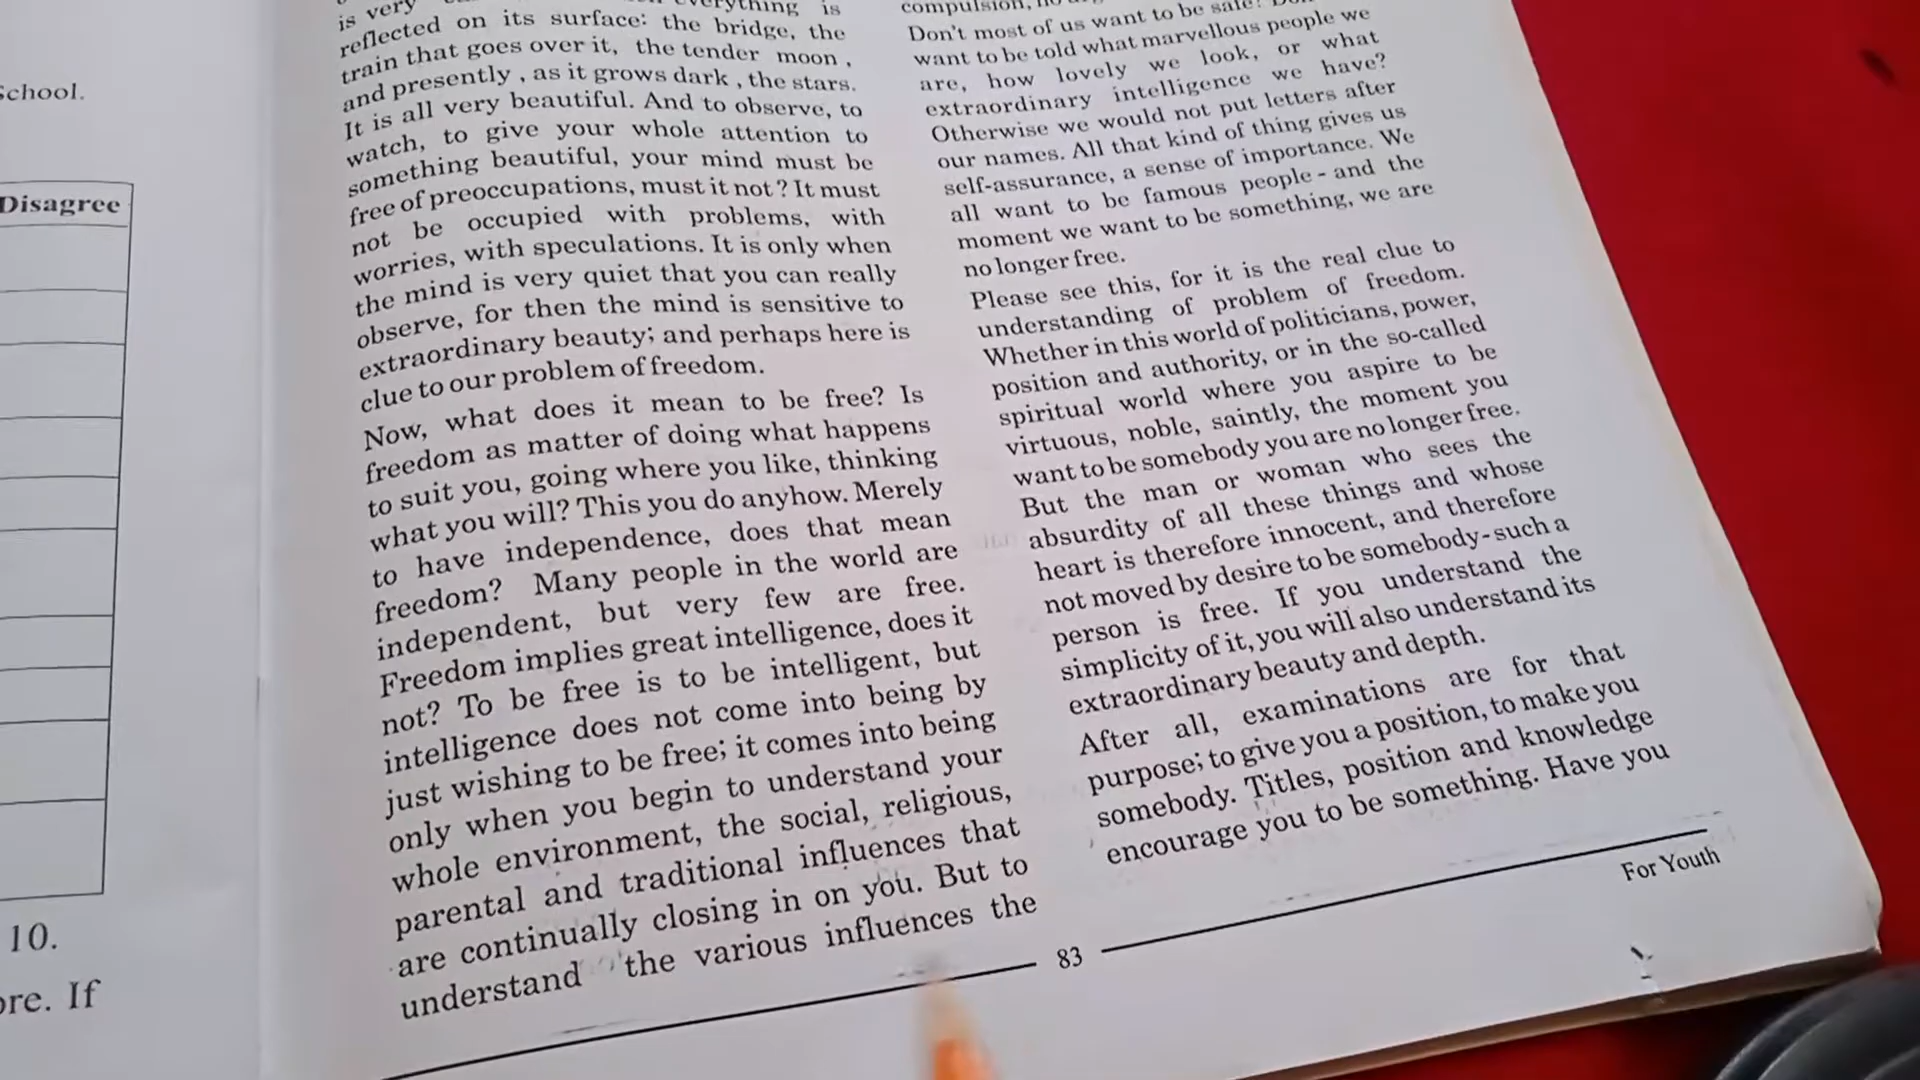 School.
Disagree
10.
ore. If
is very everything is
reflected on its surface: the bridge, the
train that goes over it, the tender moon ,
and presently , as it grows dark , the stars.
It is all very beautiful. And to observe, to
watch, to give your whole attention to
something beautiful, your mind must be
free of preoccupations, must it not ? It must
not be occupied with problems, with
worries, with speculations. It is only when
the mind is very quiet that you can really
observe, for then the mind is sensitive to
extraordinary beauty; and perhaps here is
clue to our problem of freedom.
Now, what does it mean to be free? Is
freedom as matter of doing what happens
to suit you, going where you like, thinking
what you will? This you do anyhow. Merely
to have independence, does that mean
freedom? Many people in the world are
independent, but very few are free.
Freedom implies great intelligence, does it
not? To be free is to be intelligent, but
intelligence does not come into being by
just wishing to be free; it comes into being
only when you begin to understand your
whole environment, the social, religious,
parental and traditional influences that
are continually closing in on you. But to
understand the various influences the
compulsion,
Don't most of us want to be safe?
want to be told what marvellous people we
are, how lovely we look, or what
extraordinary intelligence we have?
Otherwise we would not put letters after
our names. All that kind of thing gives us
self-assurance, a sense of importance. We
all want to be famous people - and the
moment we want to be something, we are
no longer free.
Please see this, for it is the real clue to
understanding of problem of freedom.
Whether in this world of politicians, power,
position and authority, or in the so-called
spiritual world where you aspire to be
virtuous, noble, saintly, the moment you
want to be somebody you are no longer free.
But the man or woman who sees the
absurdity of all these things and whose
heart is therefore innocent, and therefore
not moved by desire to be somebody - such a
person is free. If you understand the
simplicity of it, you will also understand its
extraordinary beauty and depth.
After all, examinations are for that
purpose; to give you a position, to make you
somebody. Titles, position and knowledge
encourage you to be something. Have you
For Youth
83